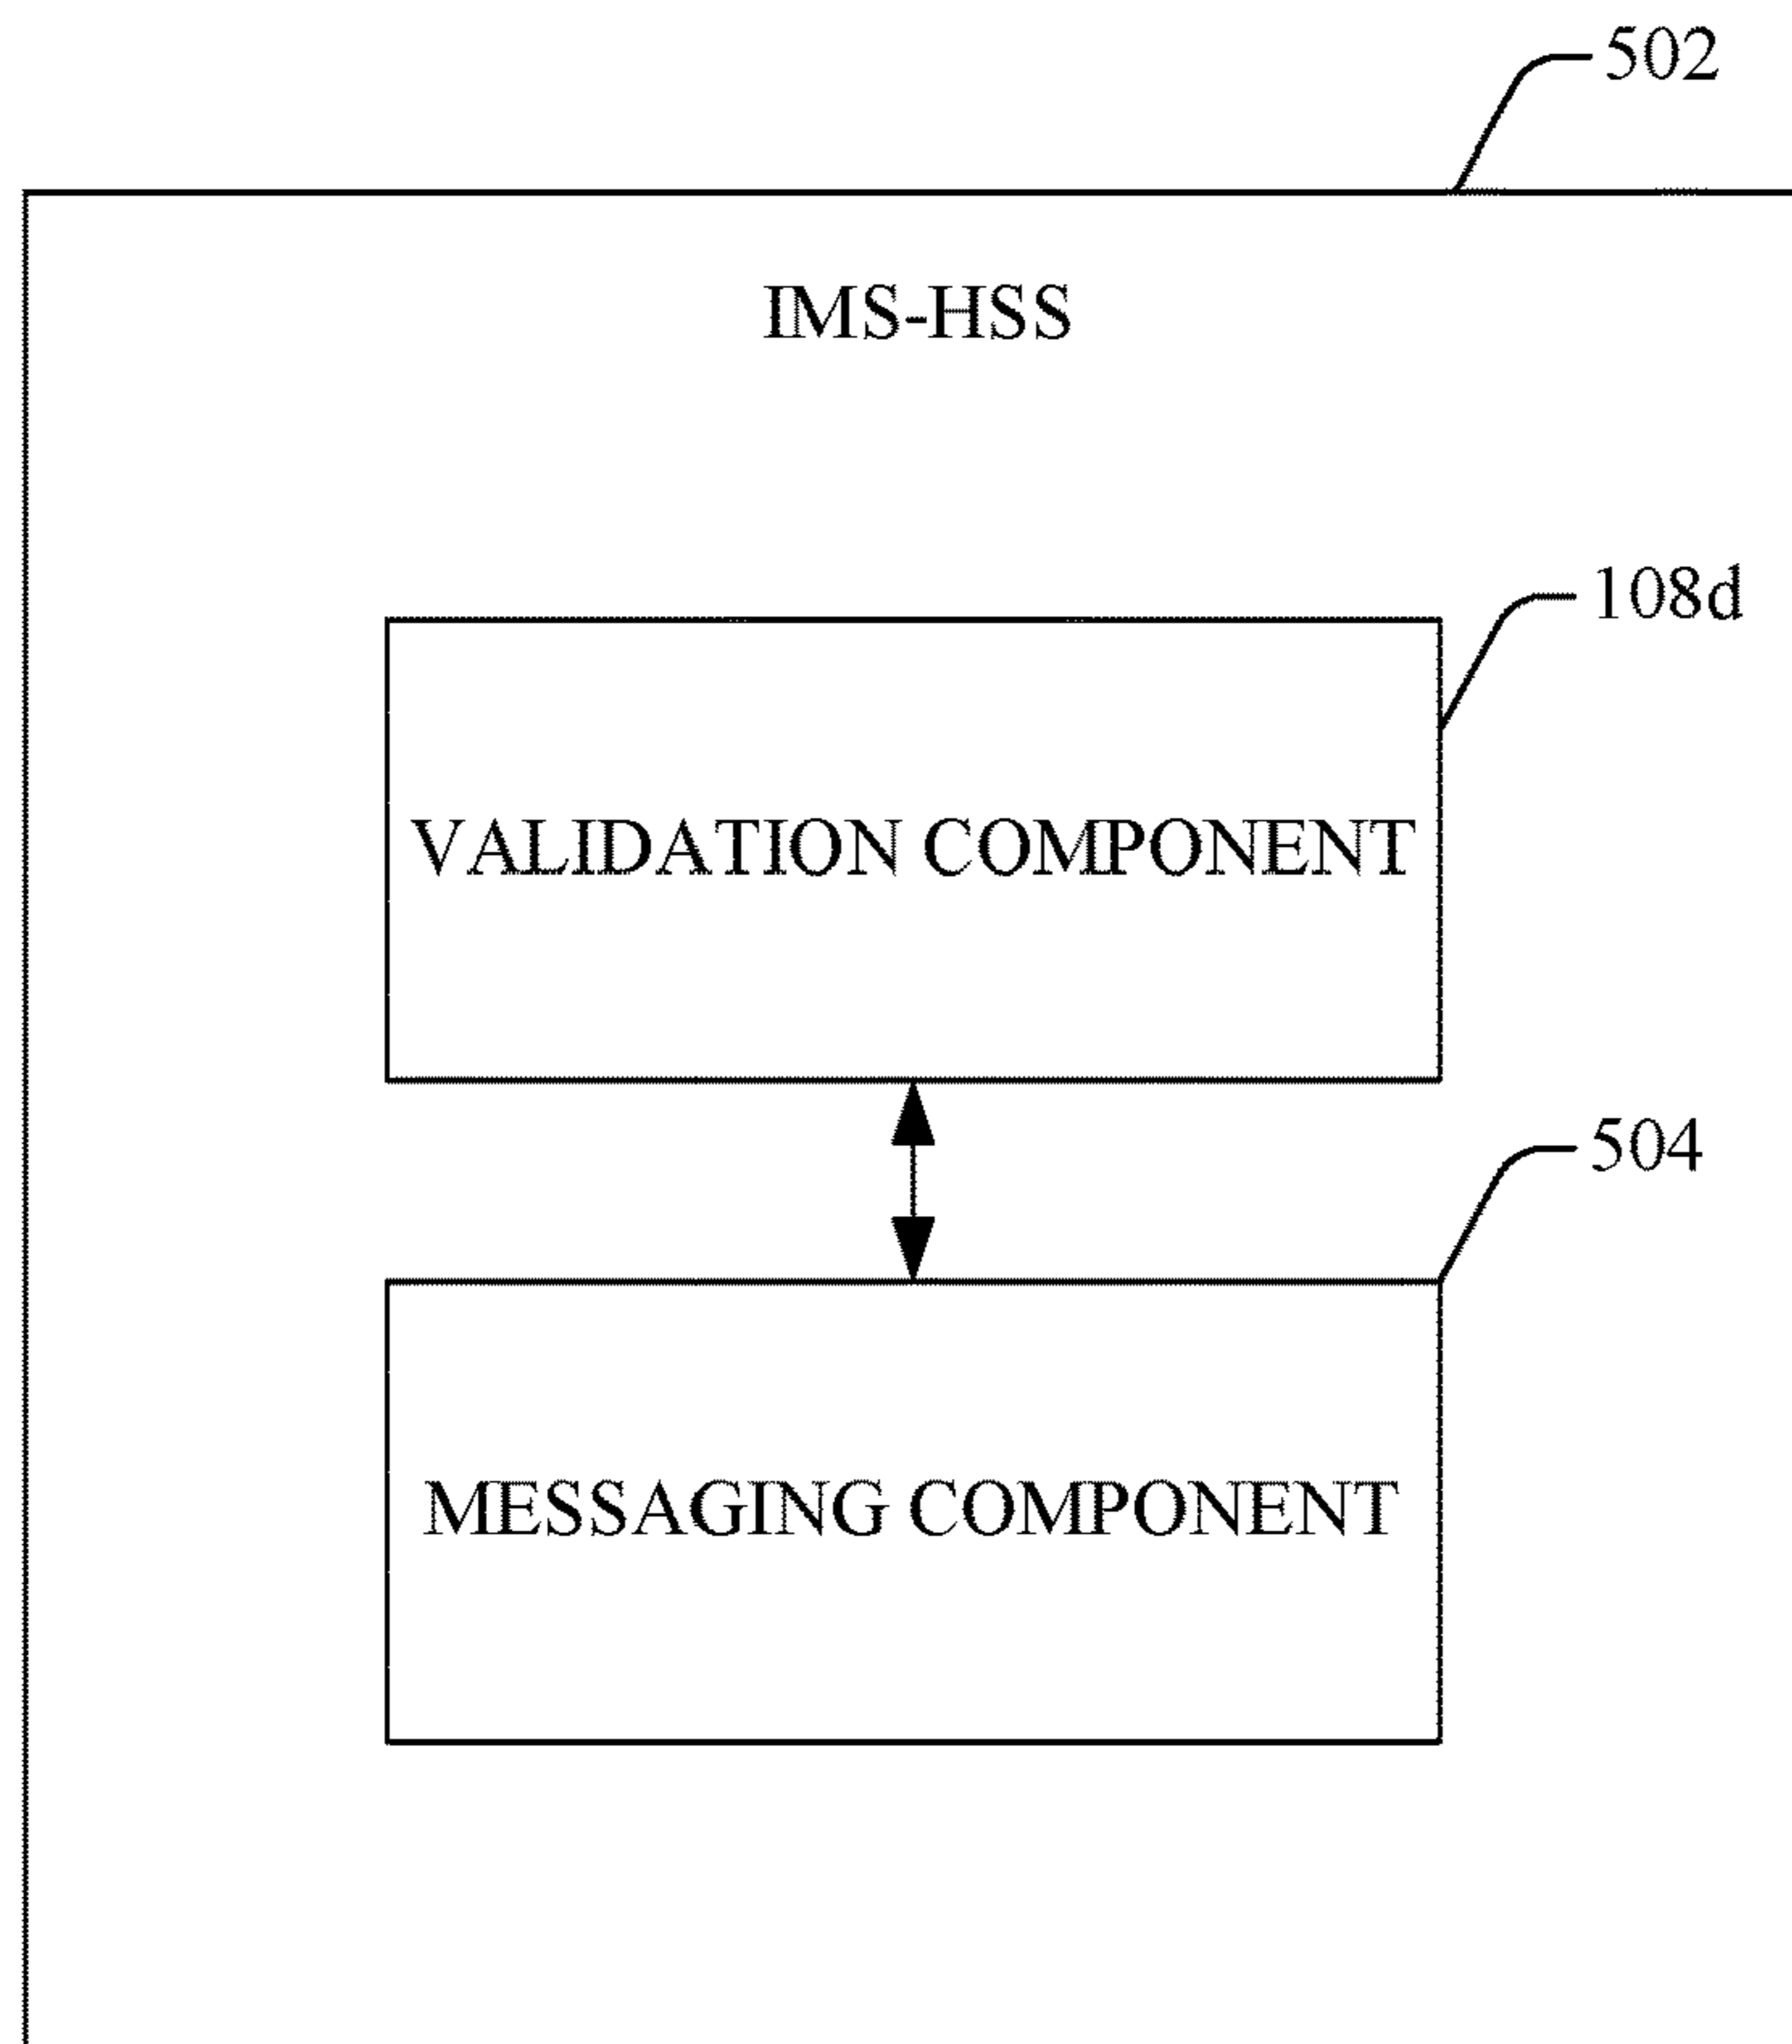 502
IMS-HSS
108d
VALIDATION COMPONENT
504
MESSAGING COMPONENT